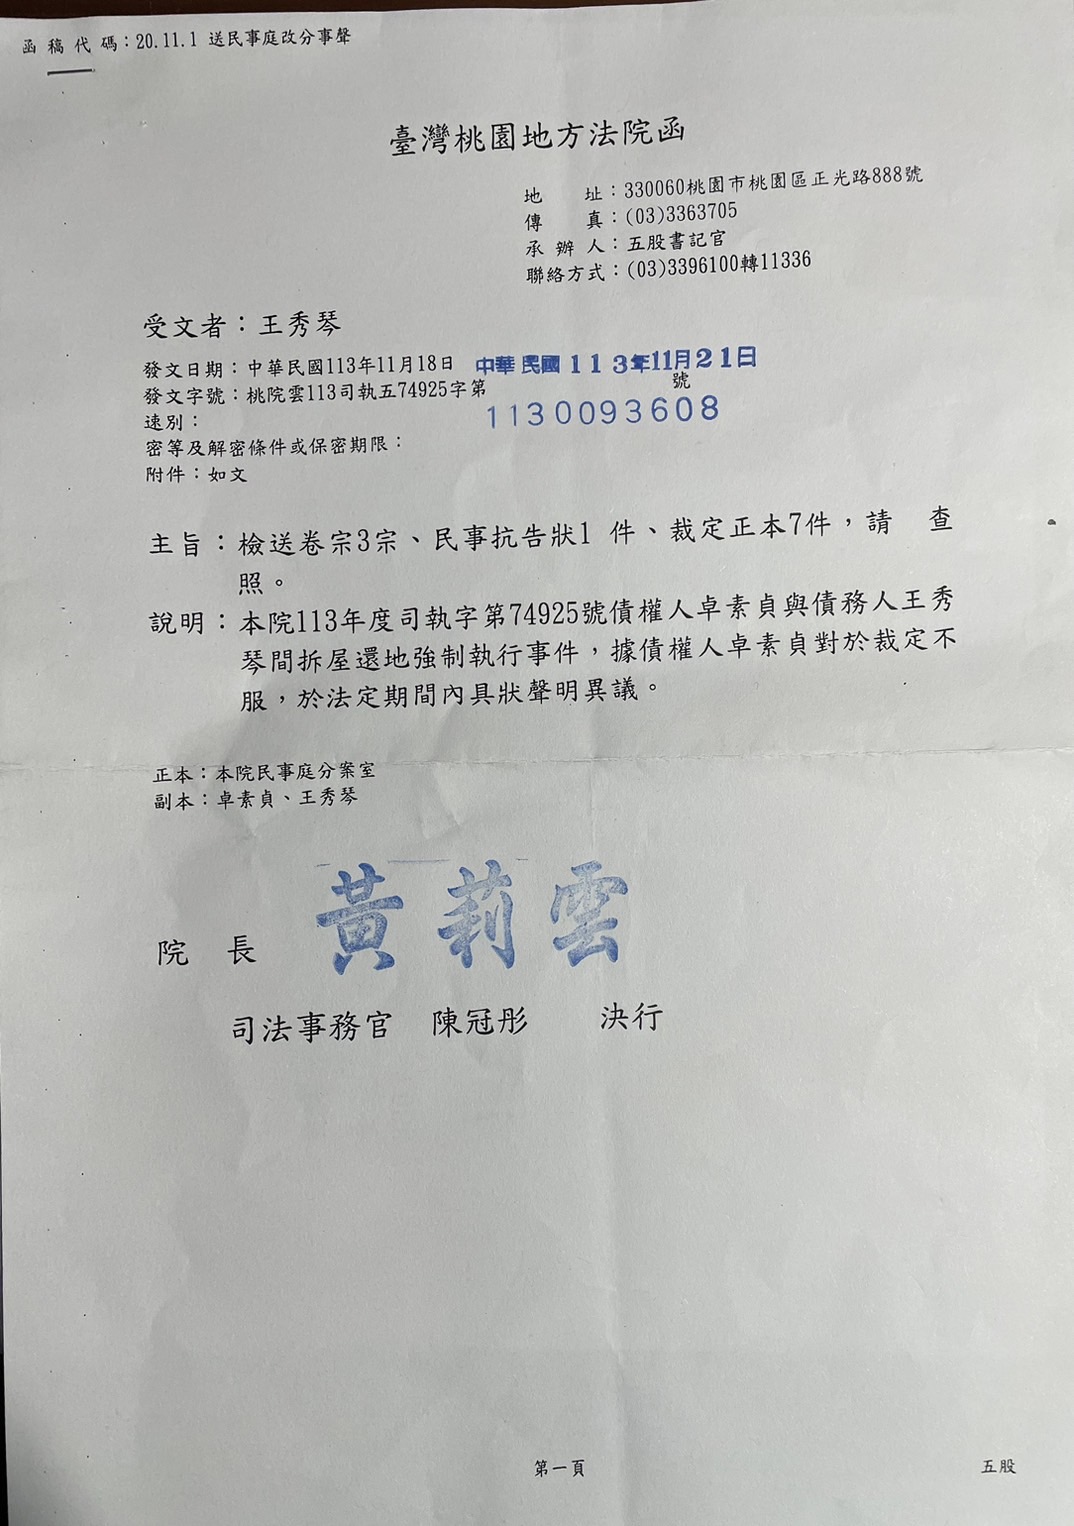 函稿代碼：20.11.1 送民事庭改分事聲
臺灣桃園地方法院函
地　　址：330060桃園市桃園區正光路888號
傳　　真：(03)3363705
承 辦 人：五股書記官
聯絡方式：(03)3396100轉11336
受文者：王秀琴
發文日期：中華民國113年11月18日 中華民國113年11月21日
發文字號：桃院雲113司執五74925字第 1130093608 號
速別：
密等及解密條件或保密期限：
附件：如文
主旨：檢送卷宗3宗、民事抗告狀1 件、裁定正本7件，請　查
照。
說明：本院113年度司執字第74925號債權人卓素貞與債務人王秀
琴間拆屋還地強制執行事件，據債權人卓素貞對於裁定不
服，於法定期間內具狀聲明異議。
正本：本院民事庭分案室
副本：卓素貞、王秀琴
院　長　黃莉雲
司法事務官　陳冠彤　　決行
第一頁　五股